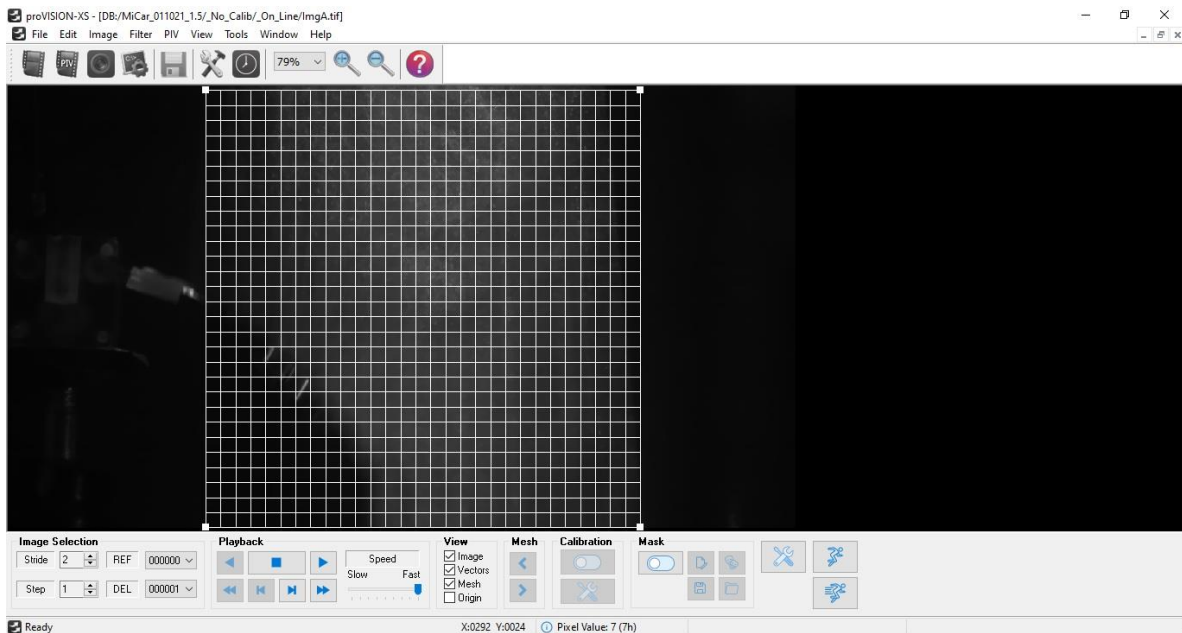 proVISION-XS - [DB:/MiCar_011021_1.5/_No_Calib/_On_Line/ImgA.tif]
File Edit Image Filter PIV View Tools Window Help
PIV 79% ?
Image Selection Playback View Mesh Calibration Mask
Stride 2 REF 000000 Speed Image
Slow Fast Vectors
Step 1 DEL 000001 Mesh
Origin
Ready X:0292 Y:0024 Pixel Value: 7 (7h)